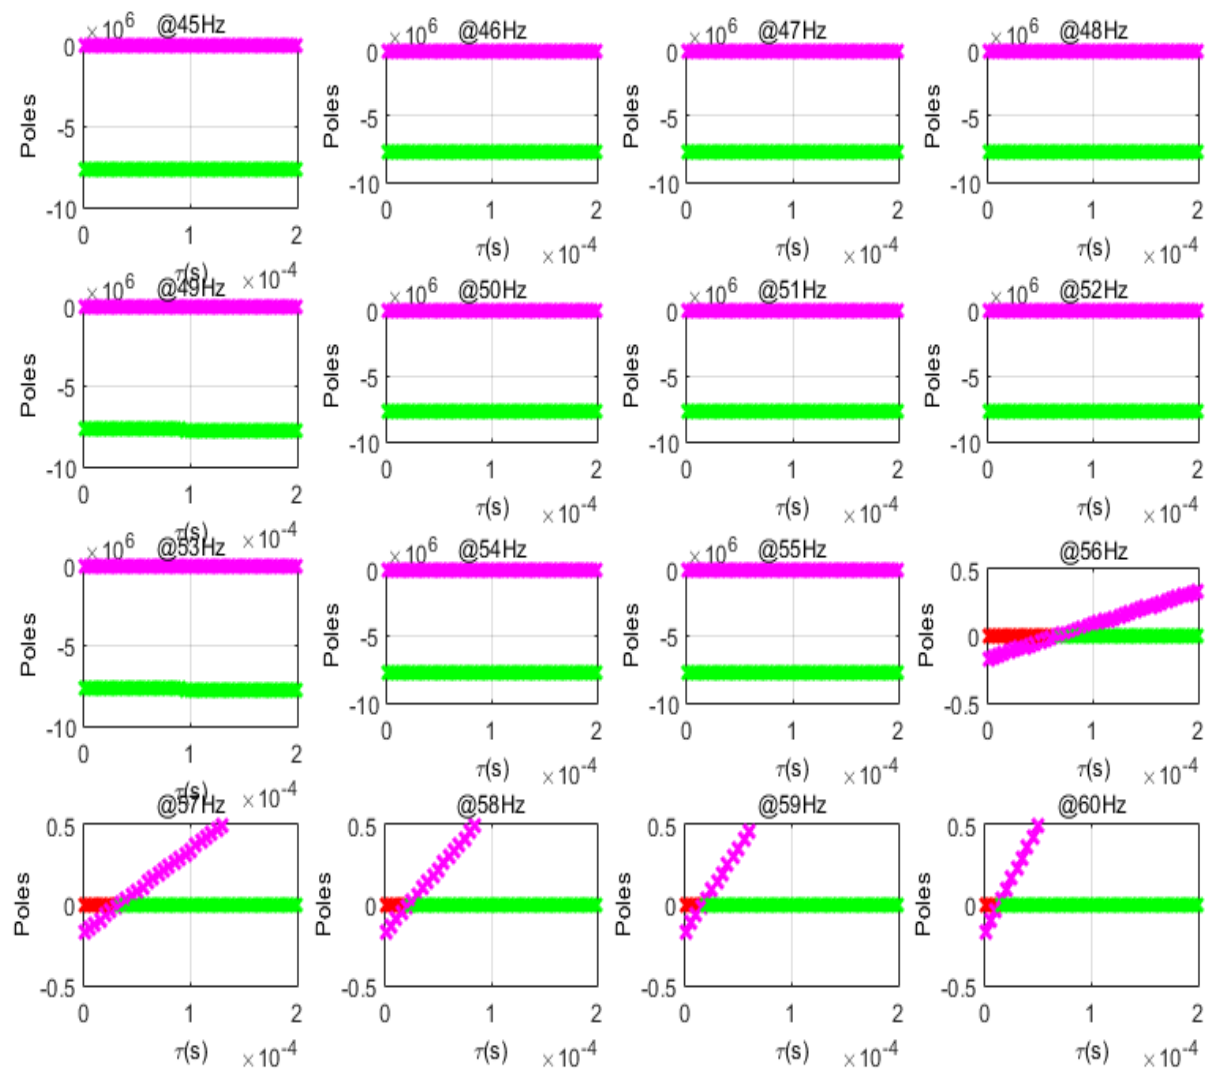 ×10^6 @45Hz
0
-5
-10
Poles
0 1 2
τ(s) ×10^-4
×10^6 @46Hz
0
-5
-10
Poles
0 1 2
τ(s) ×10^-4
×10^6 @47Hz
0
-5
-10
Poles
0 1 2
τ(s) ×10^-4
×10^6 @48Hz
0
-5
-10
Poles
0 1 2
τ(s) ×10^-4
×10^6 @49Hz
0
-5
-10
Poles
0 1 2
τ(s) ×10^-4
×10^6 @50Hz
0
-5
-10
Poles
0 1 2
τ(s) ×10^-4
×10^6 @51Hz
0
-5
-10
Poles
0 1 2
τ(s) ×10^-4
×10^6 @52Hz
0
-5
-10
Poles
0 1 2
τ(s) ×10^-4
×10^6 @53Hz
0
-5
-10
Poles
0 1 2
τ(s) ×10^-4
×10^6 @54Hz
0
-5
-10
Poles
0 1 2
τ(s) ×10^-4
×10^6 @55Hz
0
-5
-10
Poles
0 1 2
τ(s) ×10^-4
@56Hz
0.5
0
-0.5
Poles
0 1 2
τ(s) ×10^-4
@57Hz
0.5
0
-0.5
Poles
0 1 2
τ(s) ×10^-4
@58Hz
0.5
0
-0.5
Poles
0 1 2
τ(s) ×10^-4
@59Hz
0.5
0
-0.5
Poles
0 1 2
τ(s) ×10^-4
@60Hz
0.5
0
-0.5
Poles
0 1 2
τ(s) ×10^-4